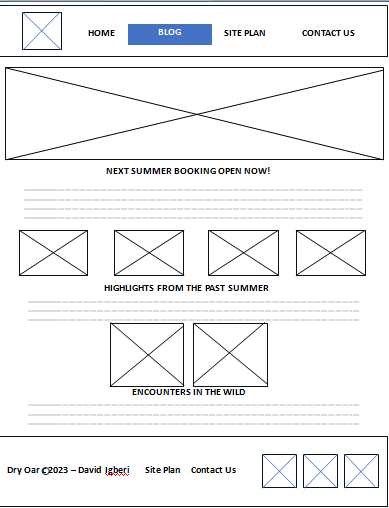 HOME BLOG SITE PLAN CONTACT US
NEXT SUMMER BOOKING OPEN NOW!
HIGHLIGHTS FROM THE PAST SUMMER
ENCOUNTERS IN THE WILD
Dry Oar ©2023 – David Igberi Site Plan Contact Us